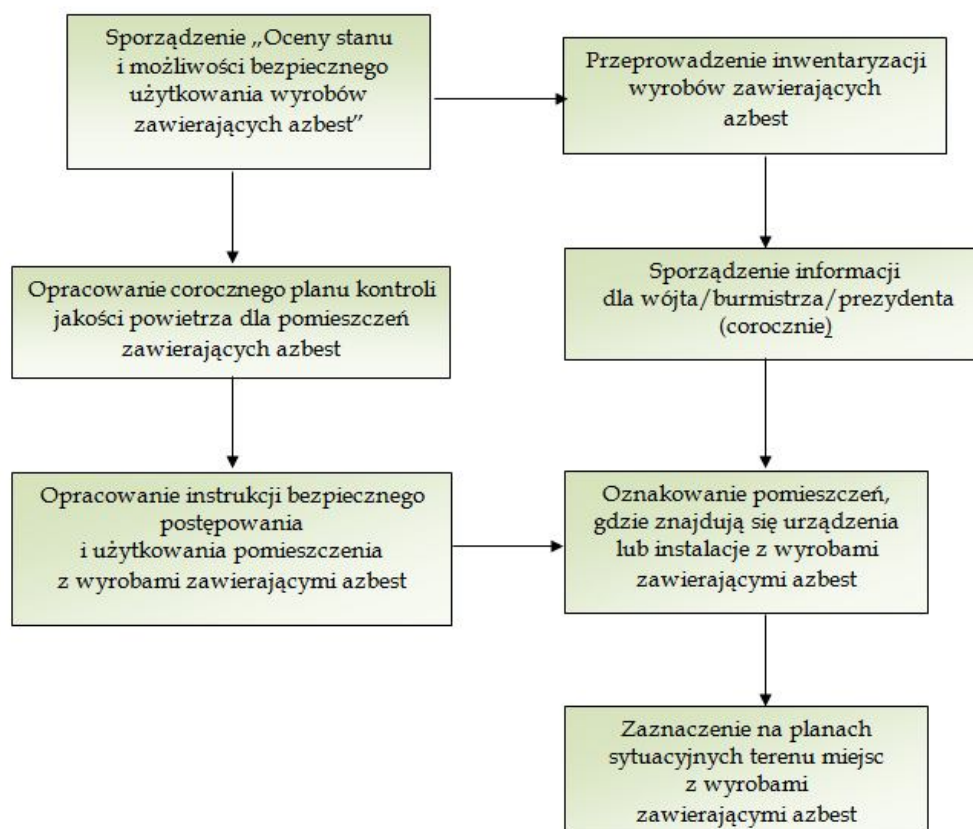 Sporządzenie „Oceny stanu
i możliwości bezpiecznego
użytkowania wyrobów
zawierających azbest”
Przeprowadzenie inwentaryzacji
wyrobów zawierających
azbest
Opracowanie corocznego planu kontroli
jakości powietrza dla pomieszczeń
zawierających azbest
Sporządzenie informacji
dla wójta/burmistrza/prezydenta
(corocznie)
Opracowanie instrukcji bezpiecznego
postępowania
i użytkowania pomieszczenia
z wyrobami zawierającymi azbest
Oznakowanie pomieszczeń,
gdzie znajdują się urządzenia
lub instalacje z wyrobami
zawierającymi azbest
Zaznaczenie na planach
sytuacyjnych terenu miejsc
z wyrobami
zawierającymi azbest